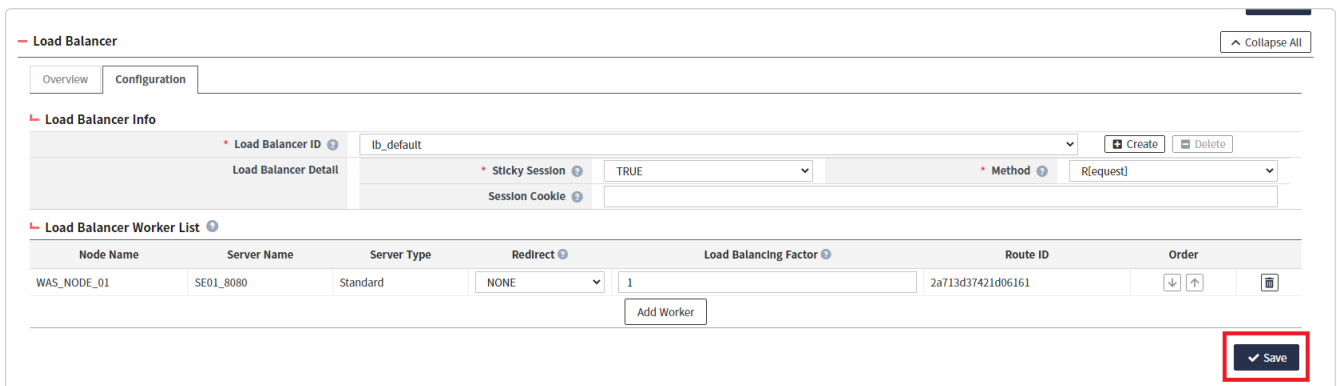 Load Balancer
Collapse All
Overview Configuration
Load Balancer Info
* Load Balancer ID ? lb_default Create Delete
Load Balancer Detail * Sticky Session ? TRUE * Method ? R[equest]
Session Cookie ?
Load Balancer Worker List ?
Node Name Server Name Server Type Redirect ? Load Balancing Factor ? Route ID Order
WAS_NODE_01 SE01_8080 Standard NONE 1 2a713d37421d06161
Add Worker
Save